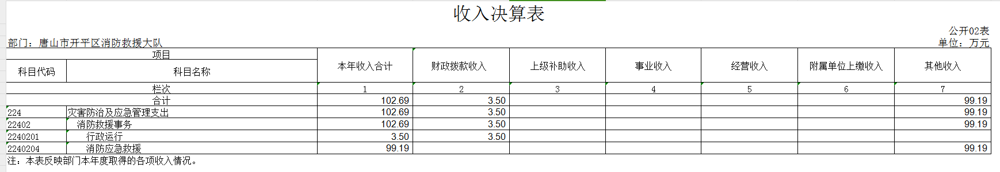 收入决算表
公开02表
部门：唐山市开平区消防救援大队 单位：万元
项目 本年收入合计 财政拨款收入 上级补助收入 事业收入 经营收入 附属单位上缴收入 其他收入
科目代码 科目名称
栏次 1 2 3 4 5 6 7
合计 102.69 3.50 99.19
224 灾害防治及应急管理支出 102.69 3.50 99.19
22402 消防救援事务 102.69 3.50 99.19
2240201 行政运行 3.50 3.50
2240204 消防应急救援 99.19 99.19
注：本表反映部门本年度取得的各项收入情况。